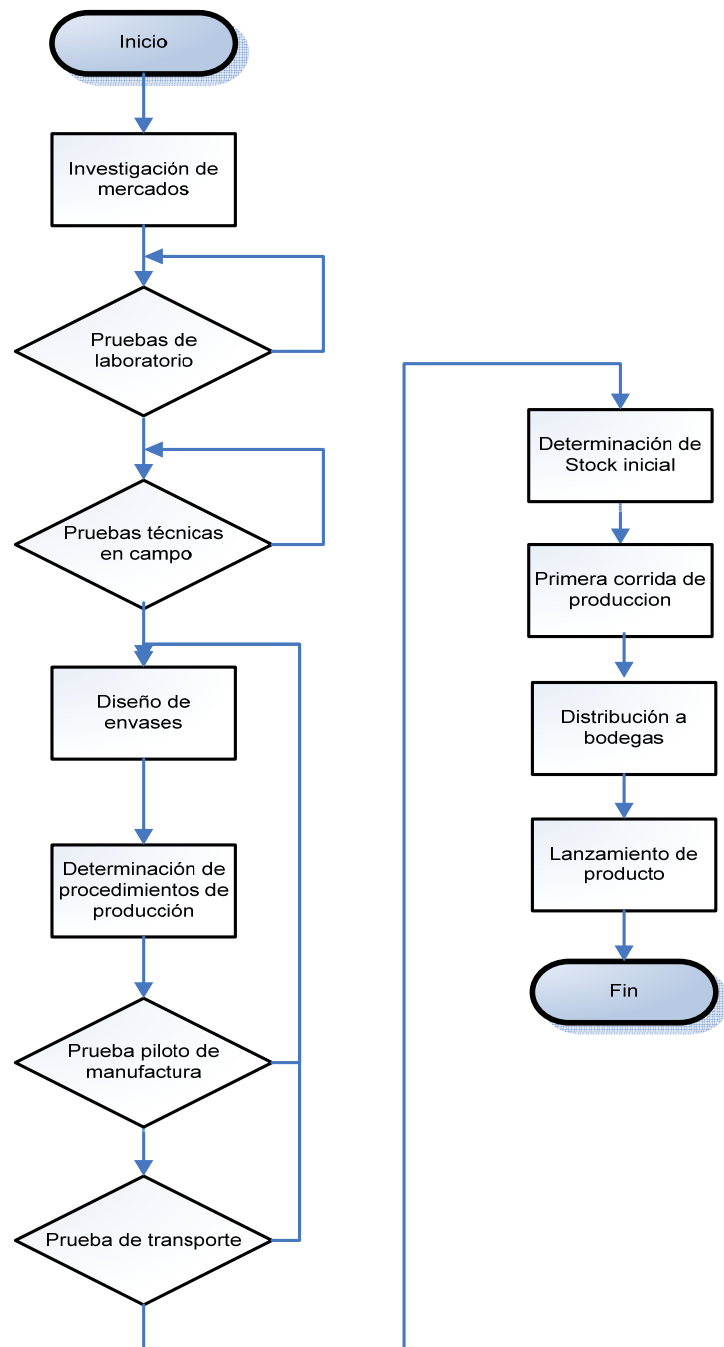 Inicio
Investigación de
mercados
Pruebas de
laboratorio
Pruebas técnicas
en campo
Diseño de
envases
Determinación de
procedimientos de
producción
Prueba piloto de
manufactura
Prueba de transporte
Determinación de
Stock inicial
Primera corrida de
produccion
Distribución a
bodegas
Lanzamiento de
producto
Fin